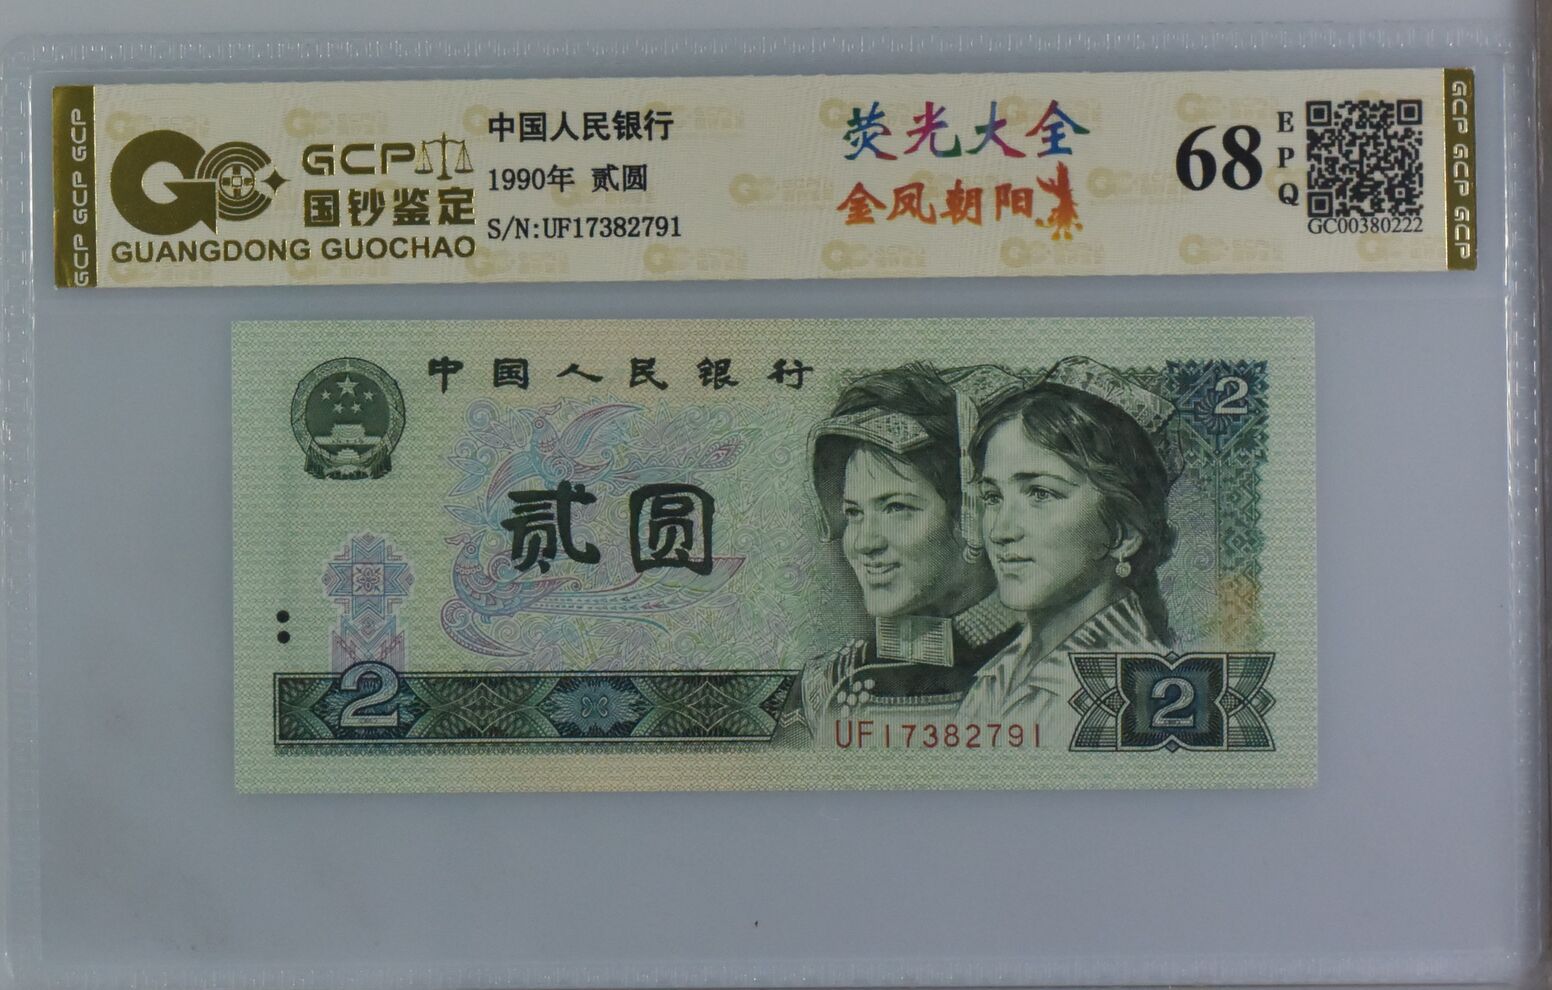 GCP GCP GCP
GCP
国钞鉴定
GUANGDONG GUOCHAO
中国人民银行
1990年 贰圆
S/N:UF17382791
荧光大全
金凤朝阳
68
EPQ
GC00380222
GCP GCP GCP
中国人民银行
2
贰圆
2
UF17382791
2